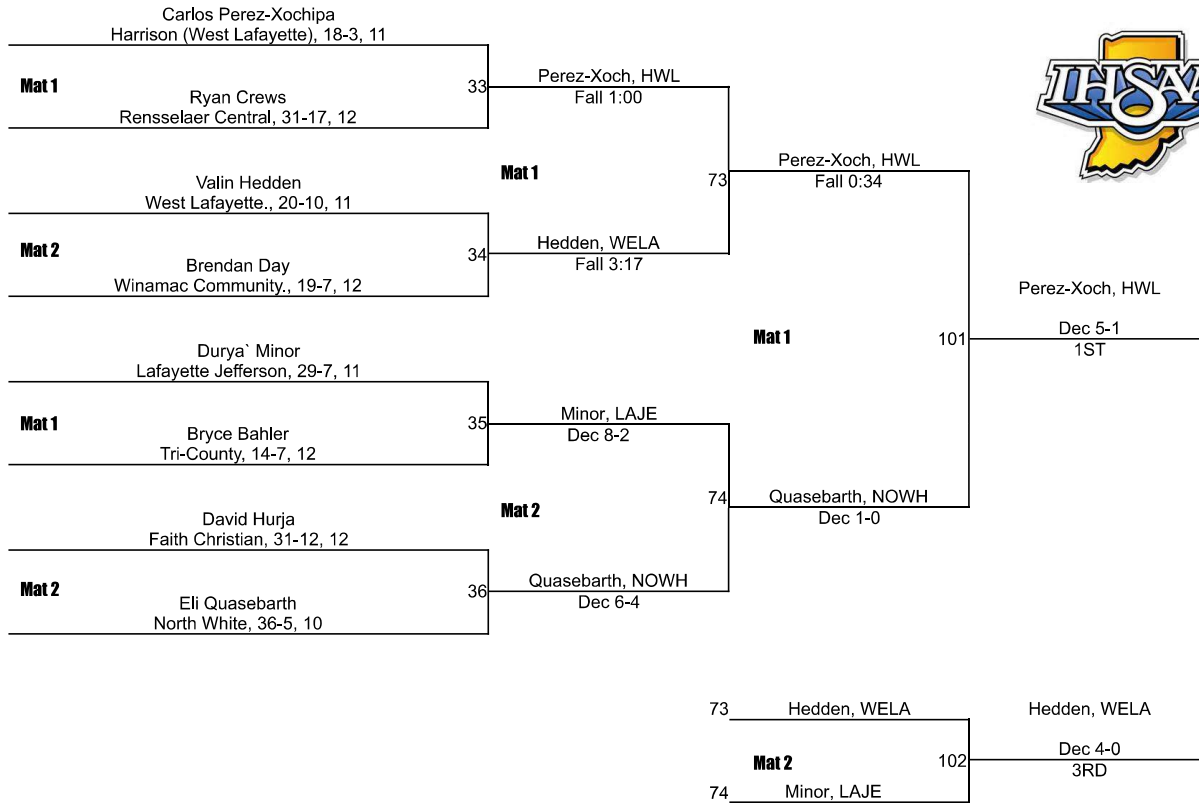 Carlos Perez-Xochipa
Harrison (West Lafayette), 18-3, 11
Mat 1
33
Ryan Crews
Rensselaer Central, 31-17, 12
Perez-Xoch, HWL
Fall 1:00
Valin Hedden
West Lafayette., 20-10, 11
Mat 2
34
Brendan Day
Winamac Community., 19-7, 12
Hedden, WELA
Fall 3:17
Mat 1
73
Perez-Xoch, HWL
Fall 0:34
Durya` Minor
Lafayette Jefferson, 29-7, 11
Mat 1
35
Bryce Bahler
Tri-County, 14-7, 12
Minor, LAJE
Dec 8-2
David Hurja
Faith Christian, 31-12, 12
Mat 2
36
Eli Quasebarth
North White, 36-5, 10
Quasebarth, NOWH
Dec 6-4
Mat 2
74
Quasebarth, NOWH
Dec 1-0
Mat 1
101
Perez-Xoch, HWL
Dec 5-1
1ST
IHSAA
73
Hedden, WELA
Mat 2
102
74
Minor, LAJE
Hedden, WELA
Dec 4-0
3RD